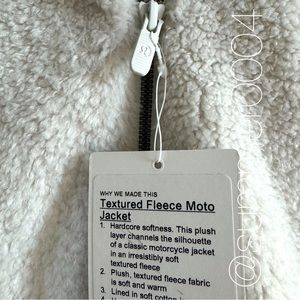 WHY WE MADE THIS
Textured Fleece Moto
Jacket
1. Hardcore softness. This plush
layer channels the silhouette
of a classic motorcycle jacket
in an irresistibly soft
textured fleece
2. Plush, textured fleece fabric
is soft and warm
3. Lined in soft cotton